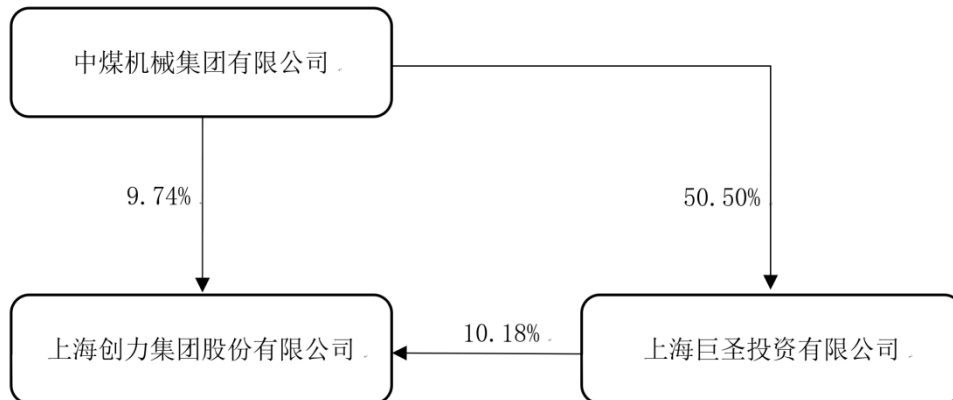 中煤机械集团有限公司
9.74%
50.50%
上海创力集团股份有限公司
10.18%
上海巨圣投资有限公司